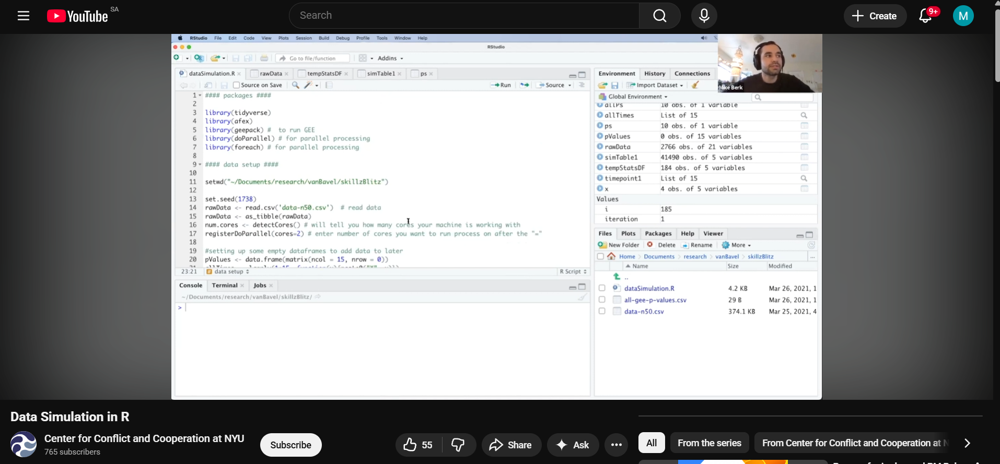 YouTube SA
Search
Create
9+
M
RStudio File Edit Code View Plots Session Build Debug Profile Tools Window Help
RStudio
Go to file/function
Addins
dataSimulation.R
rawData
tempStatsDF
simTable1
ps
Source on Save
Run
Source
1 #### packages ####
2
3 library(tidyverse)
4 library(afex)
5 library(geepack) # to run GEE
6 library(doParallel) # for parallel processing
7 library(foreach) # for parallel processing
8
9 #### data setup ####
10
11 setwd("~/Documents/research/vanBavel/skillzBlitz")
12
13 set.seed(1738)
14 rawData <- read.csv('data-n50.csv') # read data
15 rawData <- as_tibble(rawData)
16 num.cores <- detectCores() # will tell you how many cores your machine is working with
17 registerDoParallel(cores=2) # enter number of cores you want to run process on after the "="
18
19 #setting up some empty dataframes to add data to later
20 pValues <- data.frame(matrix(ncol = 15, nrow = 0))
23:21 # data setup
R Script
Console Terminal Jobs
~/Documents/research/vanBavel/skillzBlitz/
>
Mike Berk
Environment History Connections
Import Dataset
Global Environment
allPs 10 obs. of 1 variable
allTimes List of 15
ps 10 obs. of 1 variable
pValues 0 obs. of 15 variables
rawData 2766 obs. of 21 variables
simTable1 41490 obs. of 5 variables
tempStatsDF 184 obs. of 5 variables
timepoint1 List of 15
x 4 obs. of 5 variables
Values
i 185
iteration 1
Files Plots Packages Help Viewer
New Folder Delete Rename More
Home Documents research vanBavel skillzBlitz ...
Name Size Modified
..
dataSimulation.R 4.2 KB Mar 26, 2021, 1
all-gee-p-values.csv 29 B Mar 26, 2021, 1
data-n50.csv 374.1 KB Mar 25, 2021, 4
Data Simulation in R
Center for Conflict and Cooperation at NYU
765 subscribers
Subscribe
55
Share
Ask
All
From the series
From Center for Conflict and Cooperation at N